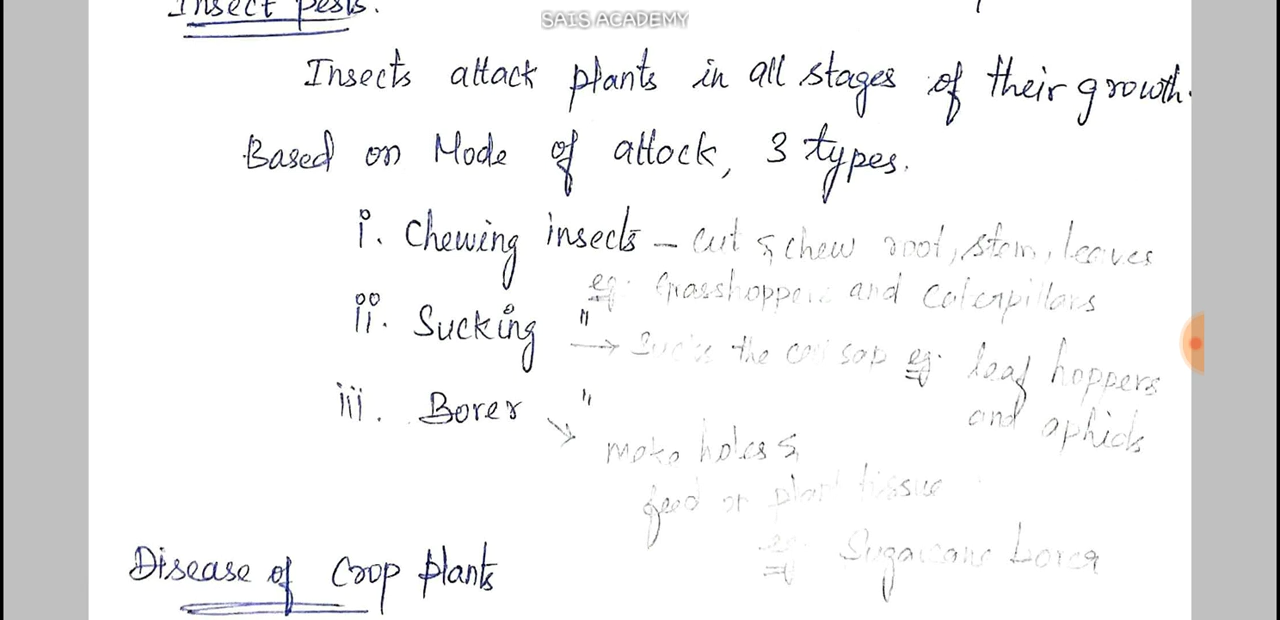 Insect pests.
SAIS ACADEMY
Insects attack plants in all stages of their growth.
Based on Mode of attack, 3 types.
i. Chewing insects – cut & chew root, stem, leaves
eg. Grasshoppers and caterpillars
ii. Sucking " → Sucks the cell sap eg. leaf hoppers
and aphids
iii. Borer " →
make holes &
feed on plant tissue
eg Sugarcane borer
Disease of Crop plants